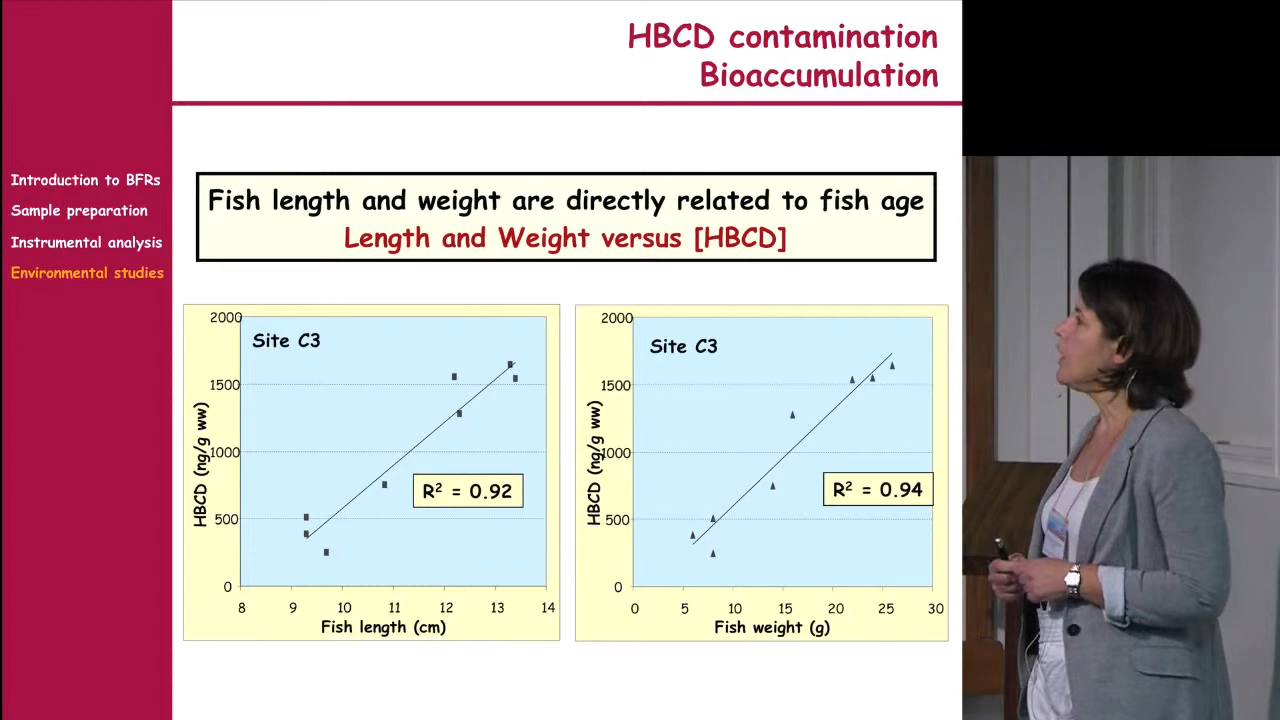 HBCD contamination
Bioaccumulation
Introduction to BFRs
Sample preparation
Instrumental analysis
Environmental studies
Fish length and weight are directly related to fish age
Length and Weight versus [HBCD]
Site C3
HBCD (ng/g ww)
2000
1500
1000
500
0
R² = 0.92
8 9 10 11 12 13 14
Fish length (cm)
Site C3
HBCD (ng/g ww)
2000
1500
1000
500
0
R² = 0.94
0 5 10 15 20 25 30
Fish weight (g)